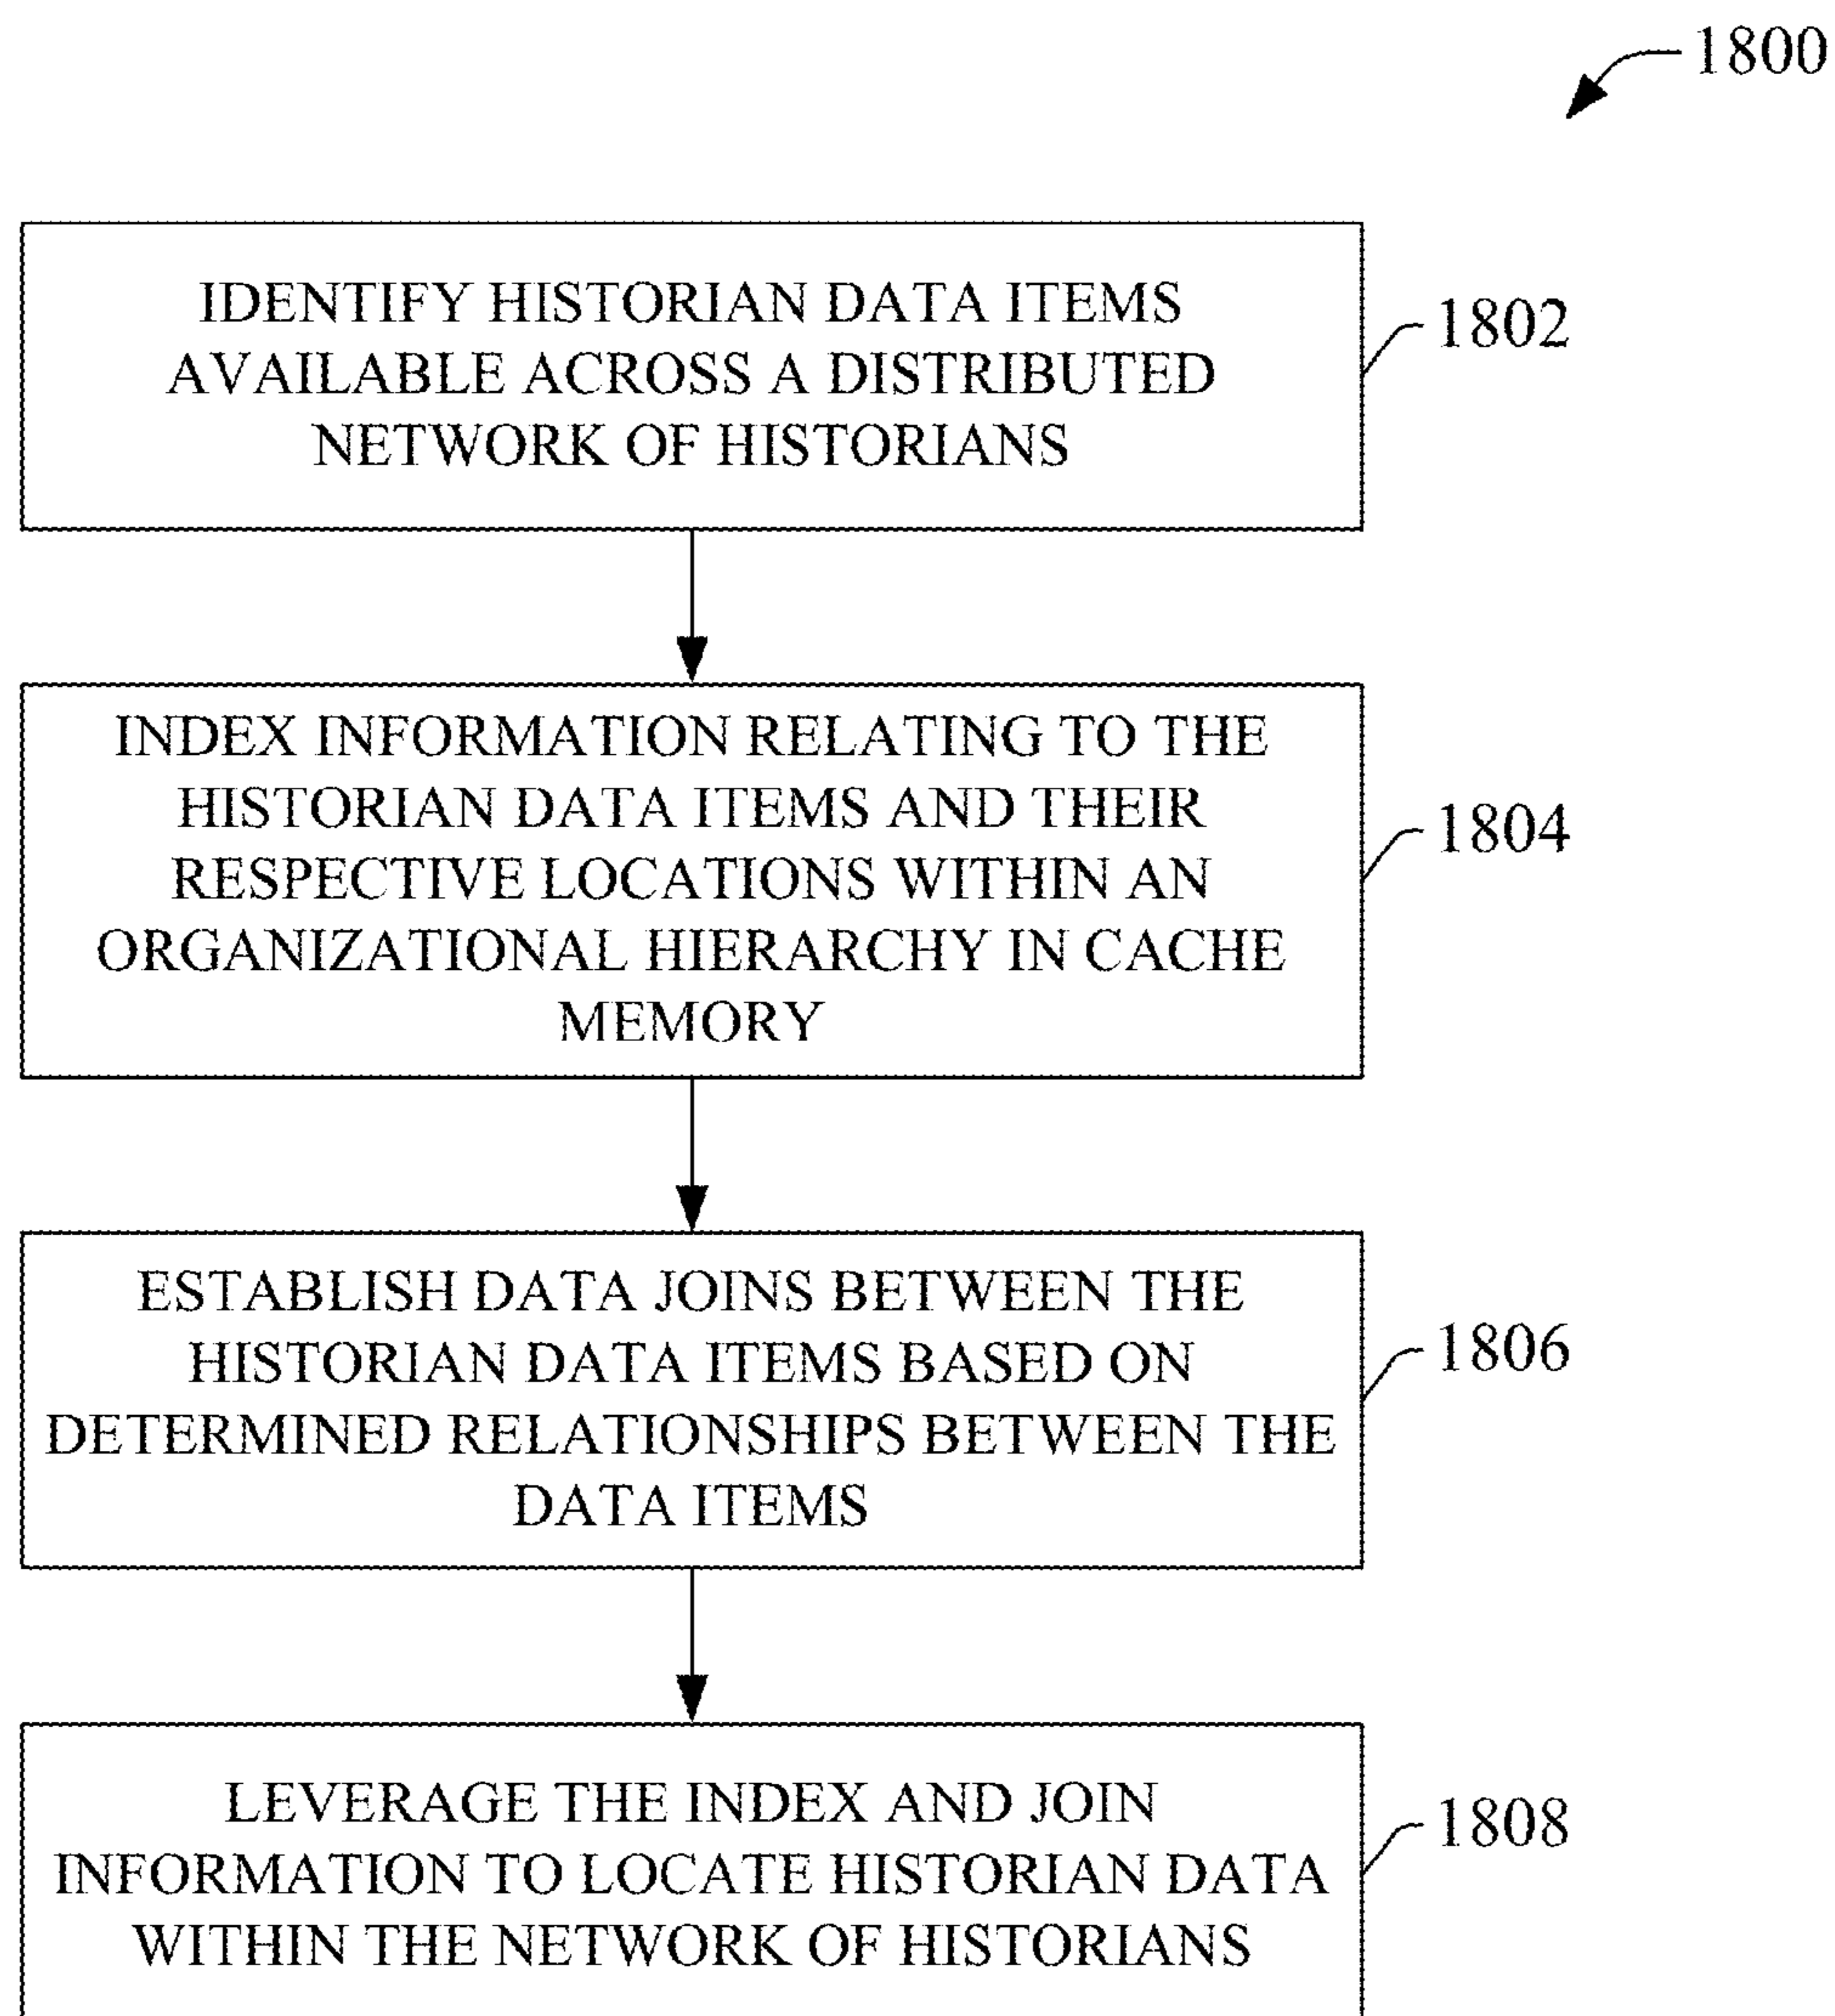 1800
IDENTIFY HISTORIAN DATA ITEMS
AVAILABLE ACROSS A DISTRIBUTED
NETWORK OF HISTORIANS
1802
INDEX INFORMATION RELATING TO THE
HISTORIAN DATA ITEMS AND THEIR
RESPECTIVE LOCATIONS WITHIN AN
ORGANIZATIONAL HIERARCHY IN CACHE
MEMORY
1804
ESTABLISH DATA JOINS BETWEEN THE
HISTORIAN DATA ITEMS BASED ON
DETERMINED RELATIONSHIPS BETWEEN THE
DATA ITEMS
1806
LEVERAGE THE INDEX AND JOIN
INFORMATION TO LOCATE HISTORIAN DATA
WITHIN THE NETWORK OF HISTORIANS
1808